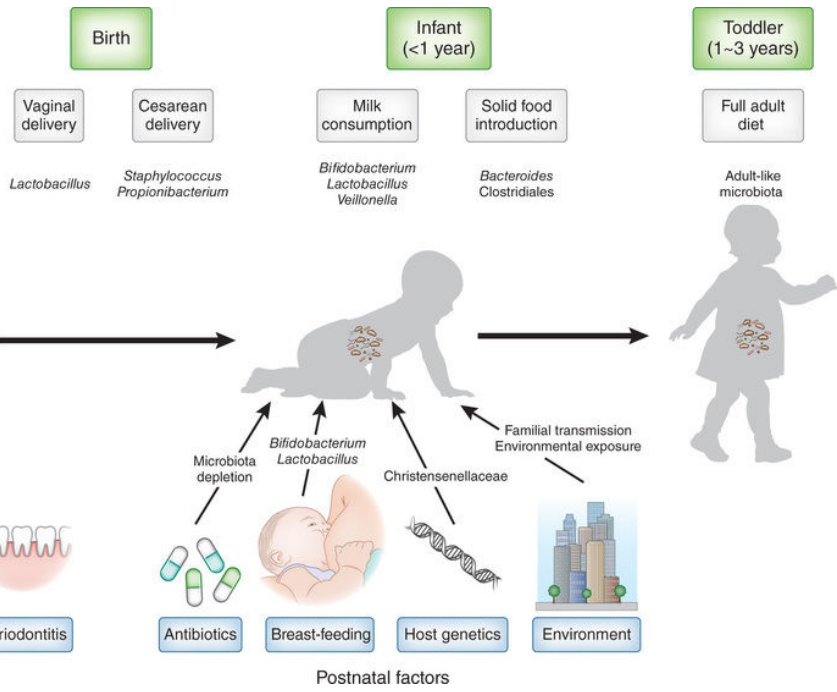 Birth
Infant
(<1 year)
Toddler
(1~3 years)
Vaginal
delivery
Cesarean
delivery
Milk
consumption
Solid food
introduction
Full adult
diet
Lactobacillus
Staphylococcus
Propionibacterium
Bifidobacterium
Lactobacillus
Veillonella
Bacteroides
Clostridiales
Adult-like
microbiota
Microbiota
depletion
Bifidobacterium
Lactobacillus
Christensenellaceae
Familial transmission
Environmental exposure
riodontitis
Antibiotics
Breast-feeding
Host genetics
Environment
Postnatal factors